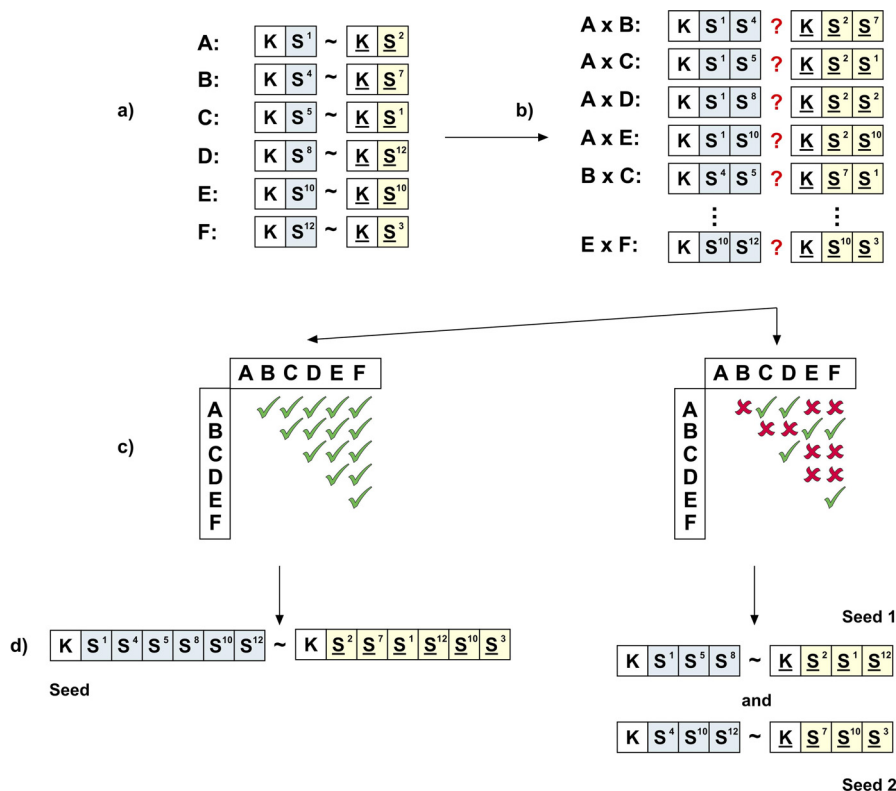 A: K S¹ ~ K S²
B: K S⁴ ~ K S⁷
a) C: K S⁵ ~ K S¹
D: K S⁸ ~ K S¹²
E: K S¹⁰ ~ K S¹⁰
F: K S¹² ~ K S³
A x B: K S¹ S⁴ ? K S² S⁷
A x C: K S¹ S⁵ ? K S² S¹
b) A x D: K S¹ S⁸ ? K S² S²
A x E: K S¹ S¹⁰ ? K S² S¹⁰
B x C: K S⁴ S⁵ ? K S⁷ S¹
⋮ ⋮
E x F: K S¹⁰ S¹² ? K S¹⁰ S³
c)
A B C D E F
A
B
C
D
E
F
A B C D E F
A
B
C
D
E
F
d) K S¹ S⁴ S⁵ S⁸ S¹⁰ S¹² ~ K S² S⁷ S¹ S¹² S¹⁰ S³
Seed
Seed 1
K S¹ S⁵ S⁸ ~ K S² S¹ S¹²
and
K S⁴ S¹⁰ S¹² ~ K S⁷ S¹⁰ S³
Seed 2